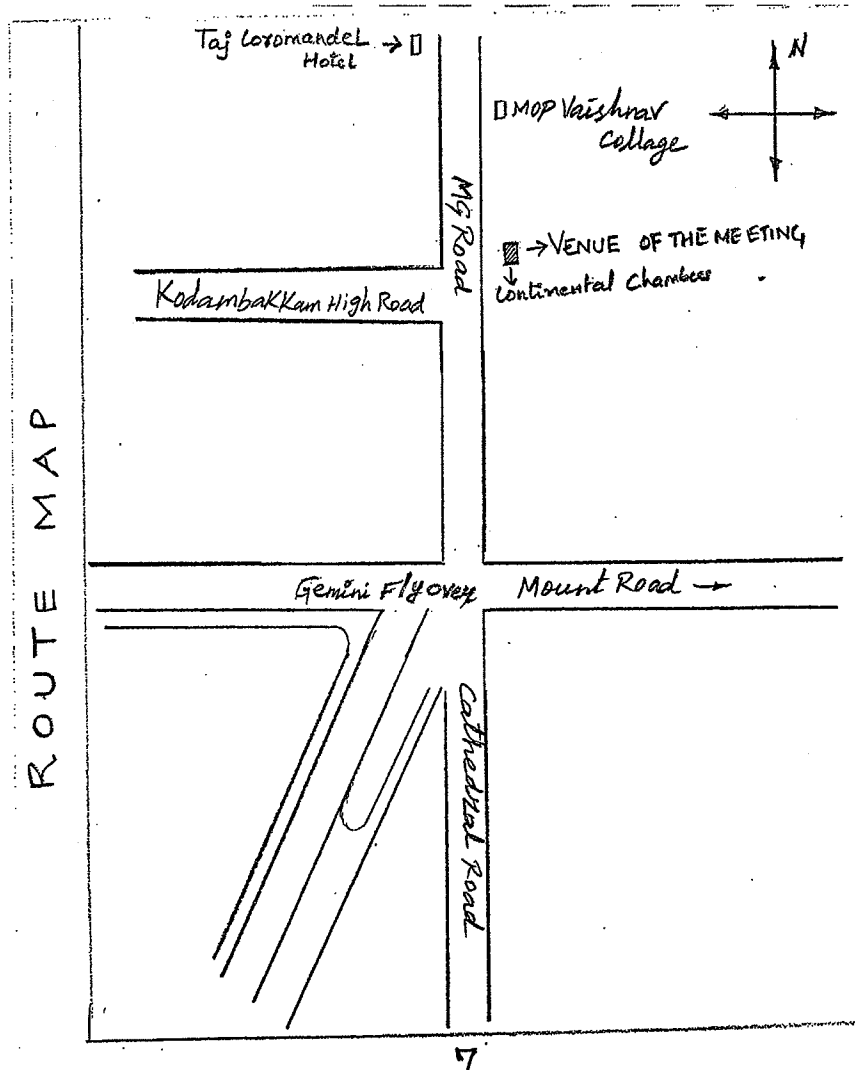 Taj Coromandel
Hotel
N
MOP Vaishnav
Collage
MG Road
VENUE OF THE MEETING
Continental Chambers
Kodambakkam High Road
ROUTE MAP
Gemini Flyover
Mount Road
Cathedral Road
7